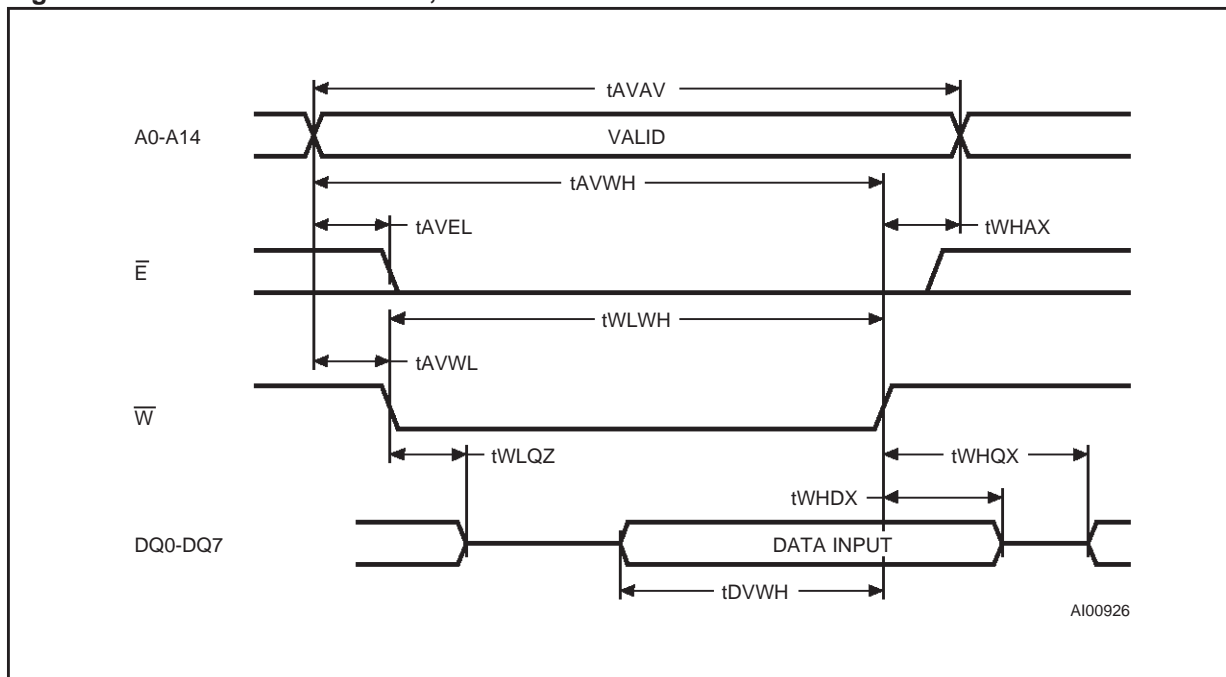 tAVAV
A0-A14 VALID
tAVWH
tAVEL tWHAX
E̅
tWLWH
tAVWL
W̅
tWLQZ tWHQX
tWHDX
DQ0-DQ7 DATA INPUT
tDVWH
AI00926